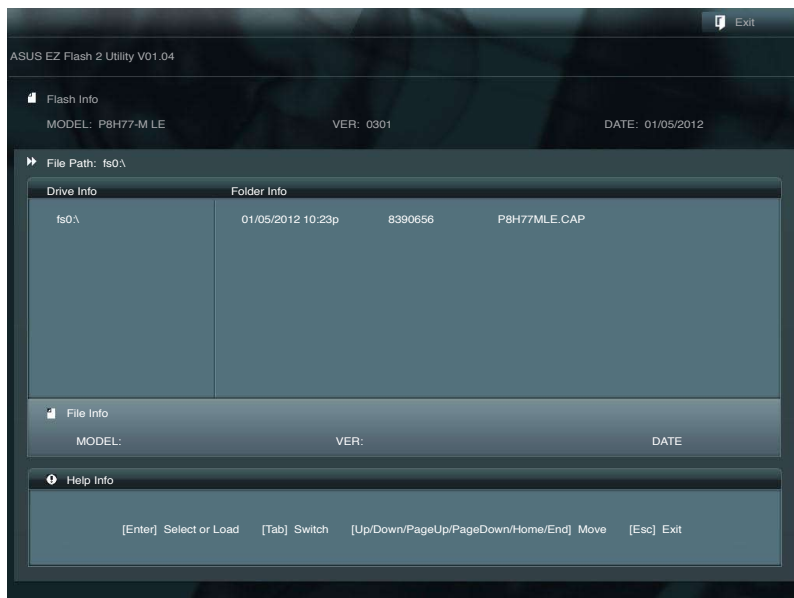 Exit
ASUS EZ Flash 2 Utility V01.04
Flash Info
MODEL: P8H77-M LE VER: 0301 DATE: 01/05/2012
File Path: fs0:\
Drive Info Folder Info
fs0:\ 01/05/2012 10:23p 8390656 P8H77MLE.CAP
File Info
MODEL: VER: DATE
Help Info
[Enter] Select or Load [Tab] Switch [Up/Down/PageUp/PageDown/Home/End] Move [Esc] Exit